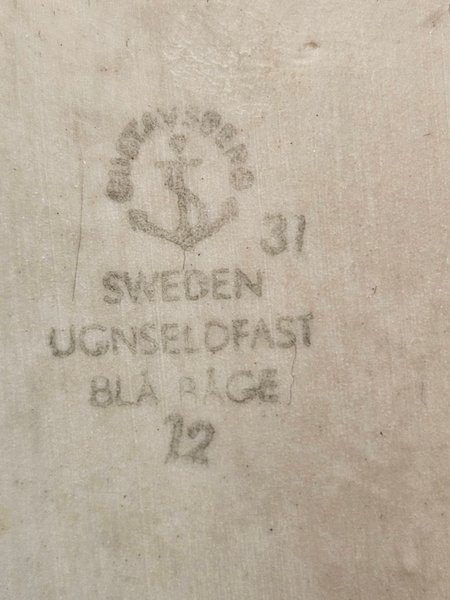 GUSTAVSBERG
31
SWEDEN
UGNSELDFAST
BLÅ BÅGE
12